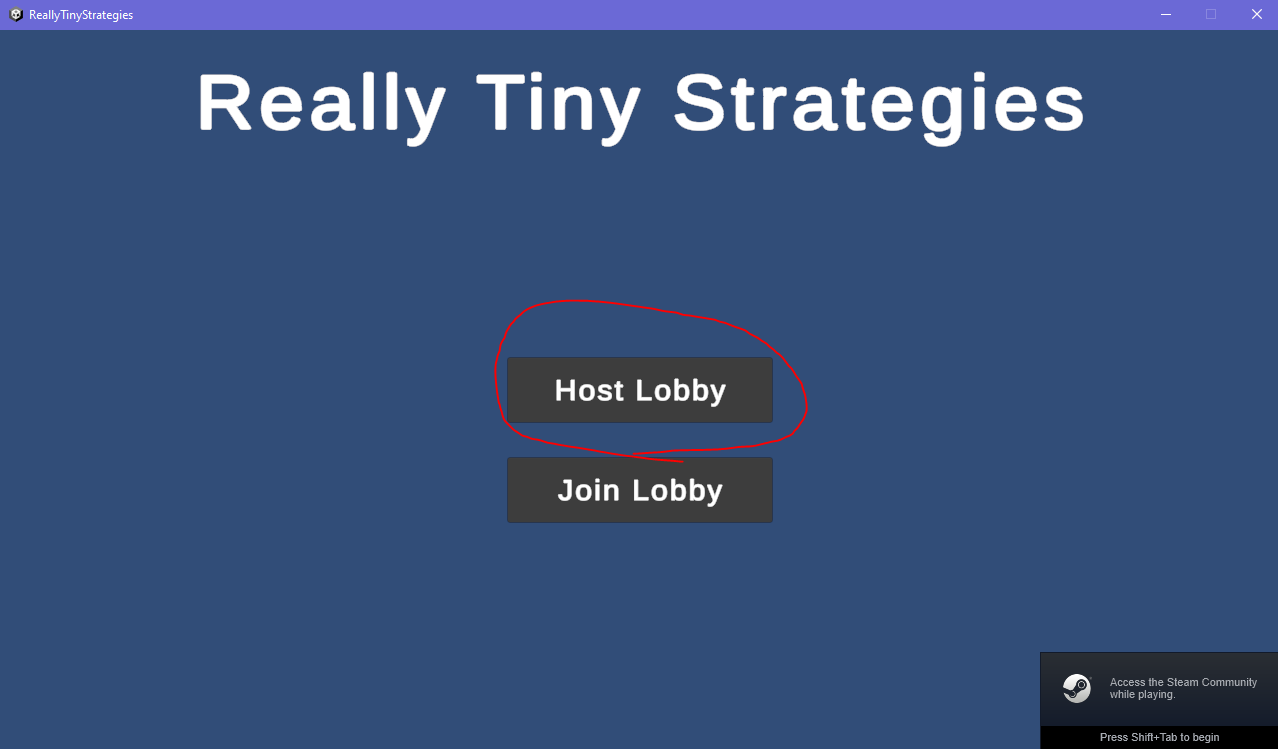 ReallyTinyStrategies
Really Tiny Strategies
Host Lobby
Join Lobby
Access the Steam Community
while playing.
Press Shift+Tab to begin